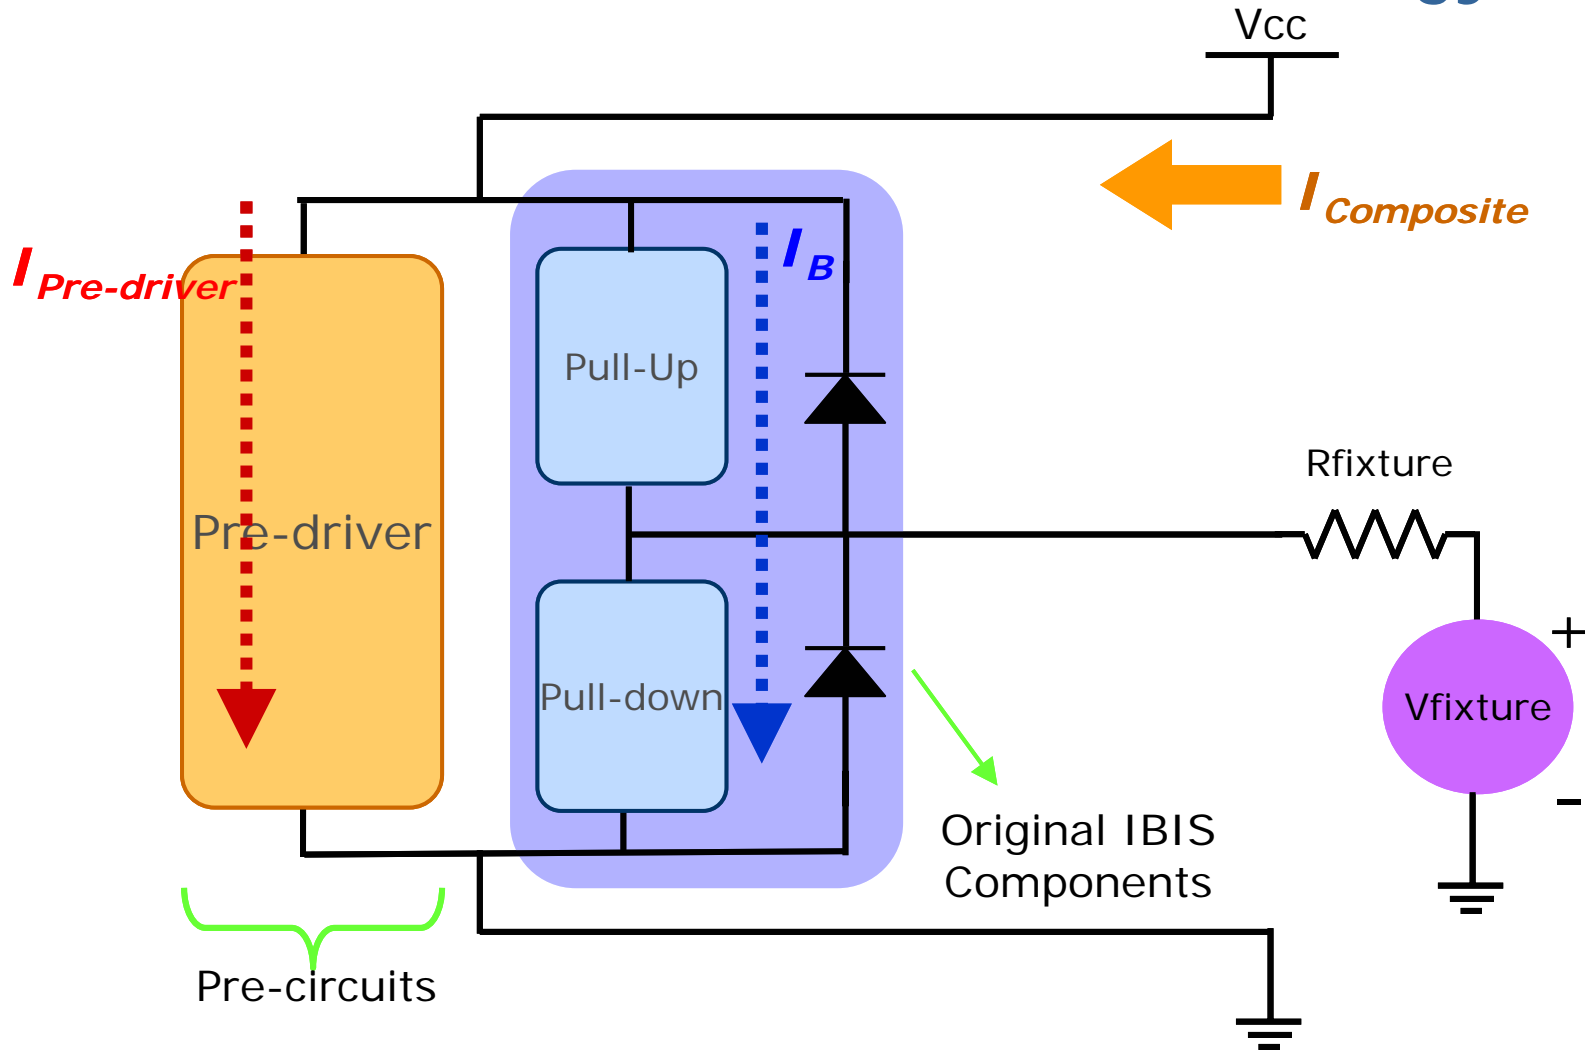 Vcc
I Composite
I Pre-driver
I B
Pull-Up
Rfixture
Pre-driver
Pull-down
Vfixture
+
-
Original IBIS
Components
Pre-circuits